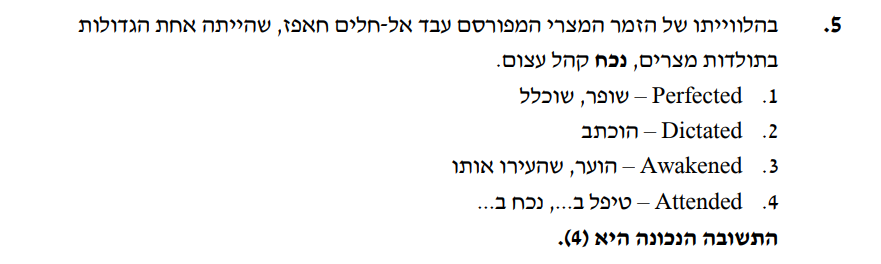 5. בהלווייתו של הזמר המצרי המפורסם עבד אל-חלים חאפז, שהייתה אחת הגדולות
בתולדות מצרים, נכח קהל עצום.
1. Perfected – שופר, שוכלל
2. Dictated – הוכתב
3. Awakened – הוער, שהעירו אותו
4. Attended – טיפל ב..., נכח ב...
התשובה הנכונה היא (4).